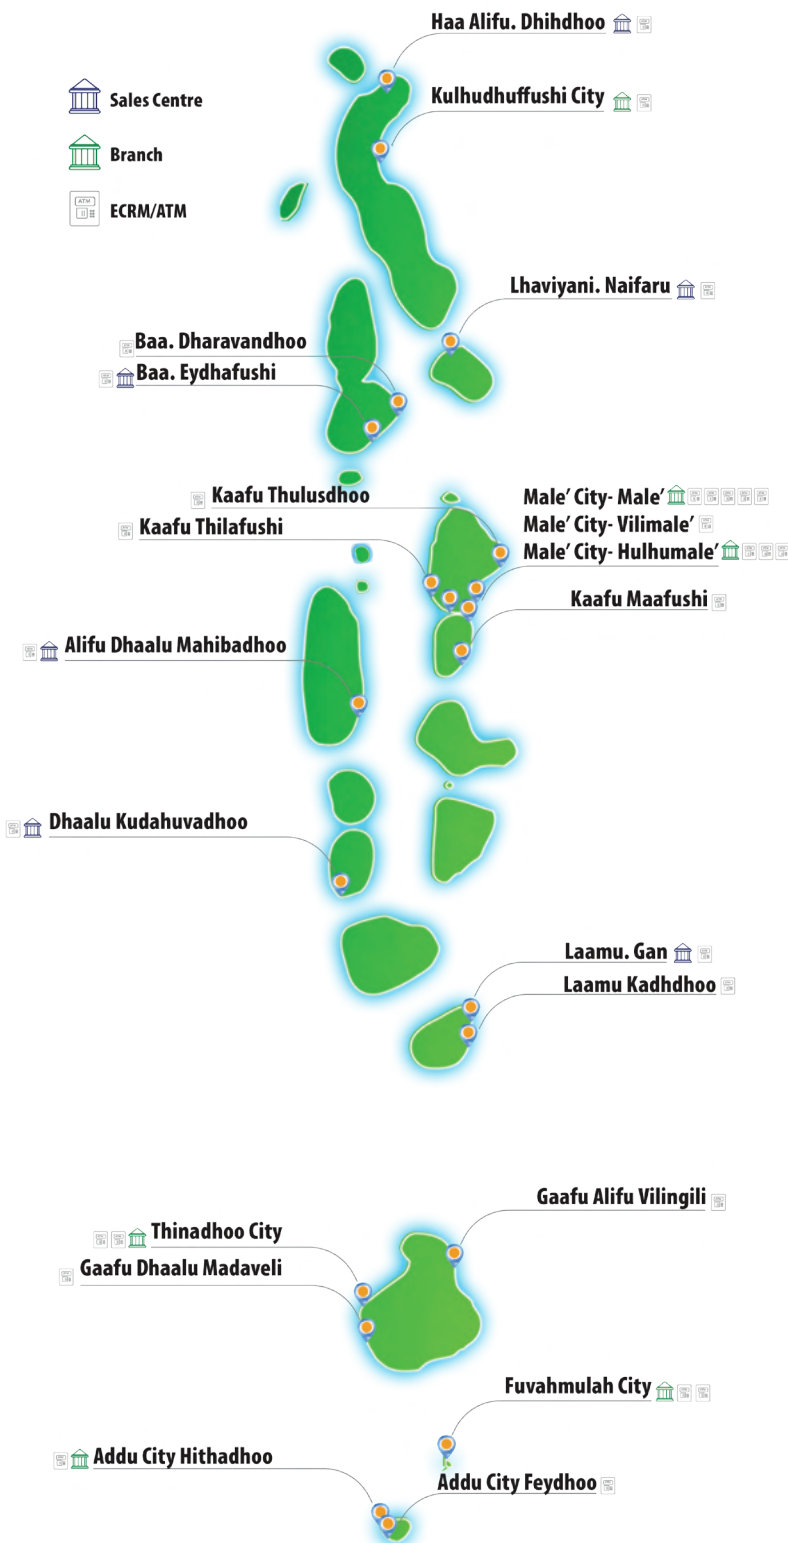 Haa Alifu. Dhihdhoo
Kulhudhuffushi City
Sales Centre
Branch
ATM
ECRM/ATM
Lhaviyani. Naifaru
Baa. Dharavandhoo
Baa. Eydhafushi
Kaafu Thulusdhoo
Kaafu Thilafushi
Male’ City- Male’
Male’ City- Vilimale’
Male’ City- Hulhumale’
Kaafu Maafushi
Alifu Dhaalu Mahibadhoo
Dhaalu Kudahuvadhoo
Laamu. Gan
Laamu Kadhdhoo
Gaafu Alifu Vilingili
Thinadhoo City
Gaafu Dhaalu Madaveli
Fuvahmulah City
Addu City Hithadhoo
Addu City Feydhoo